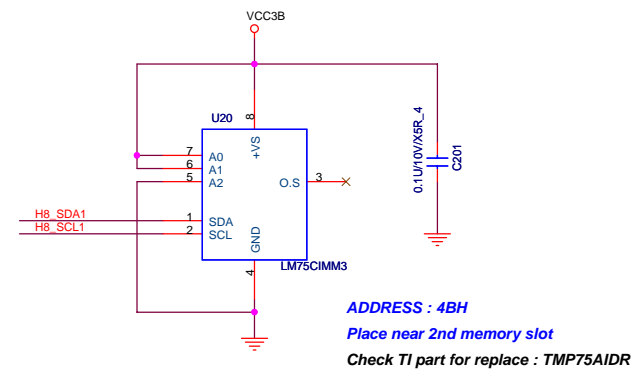 VCC3B
U20
8
+VS
0.1U/10V/X5R_4
C201
7
A0
6
A1
5
A2
O.S
3
H8_SDA1
1
SDA
H8_SCL1
2
SCL
GND
4
LM75CIMM3
ADDRESS : 4BH
Place near 2nd memory slot
Check TI part for replace : TMP75AIDR